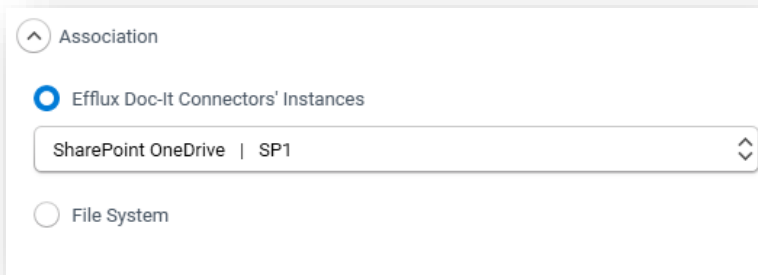 Association
Efflux Doc-It Connectors' Instances
SharePoint OneDrive | SP1
File System